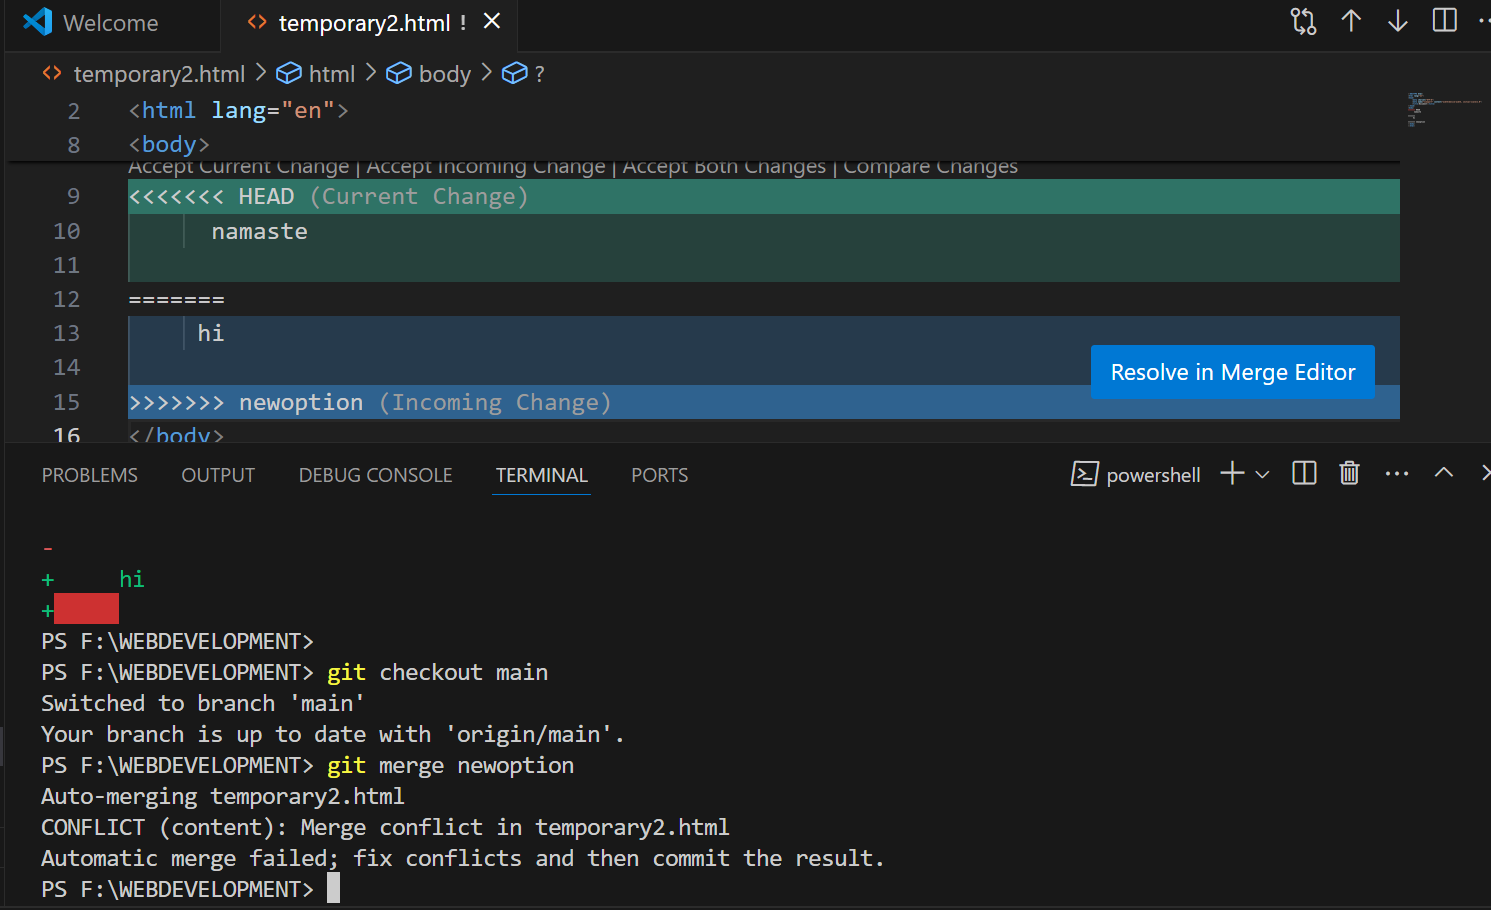 Welcome
temporary2.html !
temporary2.html > html > body > ?
2 <html lang="en">
8 <body>
Accept Current Change | Accept Incoming Change | Accept Both Changes | Compare Changes
9 <<<<<<< HEAD (Current Change)
10 namaste
11
12 =======
13 hi
14
Resolve in Merge Editor
15 >>>>>>> newoption (Incoming Change)
16 </body>
PROBLEMS OUTPUT DEBUG CONSOLE TERMINAL PORTS powershell
-
+ hi
+
PS F:\WEBDEVELOPMENT>
PS F:\WEBDEVELOPMENT> git checkout main
Switched to branch 'main'
Your branch is up to date with 'origin/main'.
PS F:\WEBDEVELOPMENT> git merge newoption
Auto-merging temporary2.html
CONFLICT (content): Merge conflict in temporary2.html
Automatic merge failed; fix conflicts and then commit the result.
PS F:\WEBDEVELOPMENT>